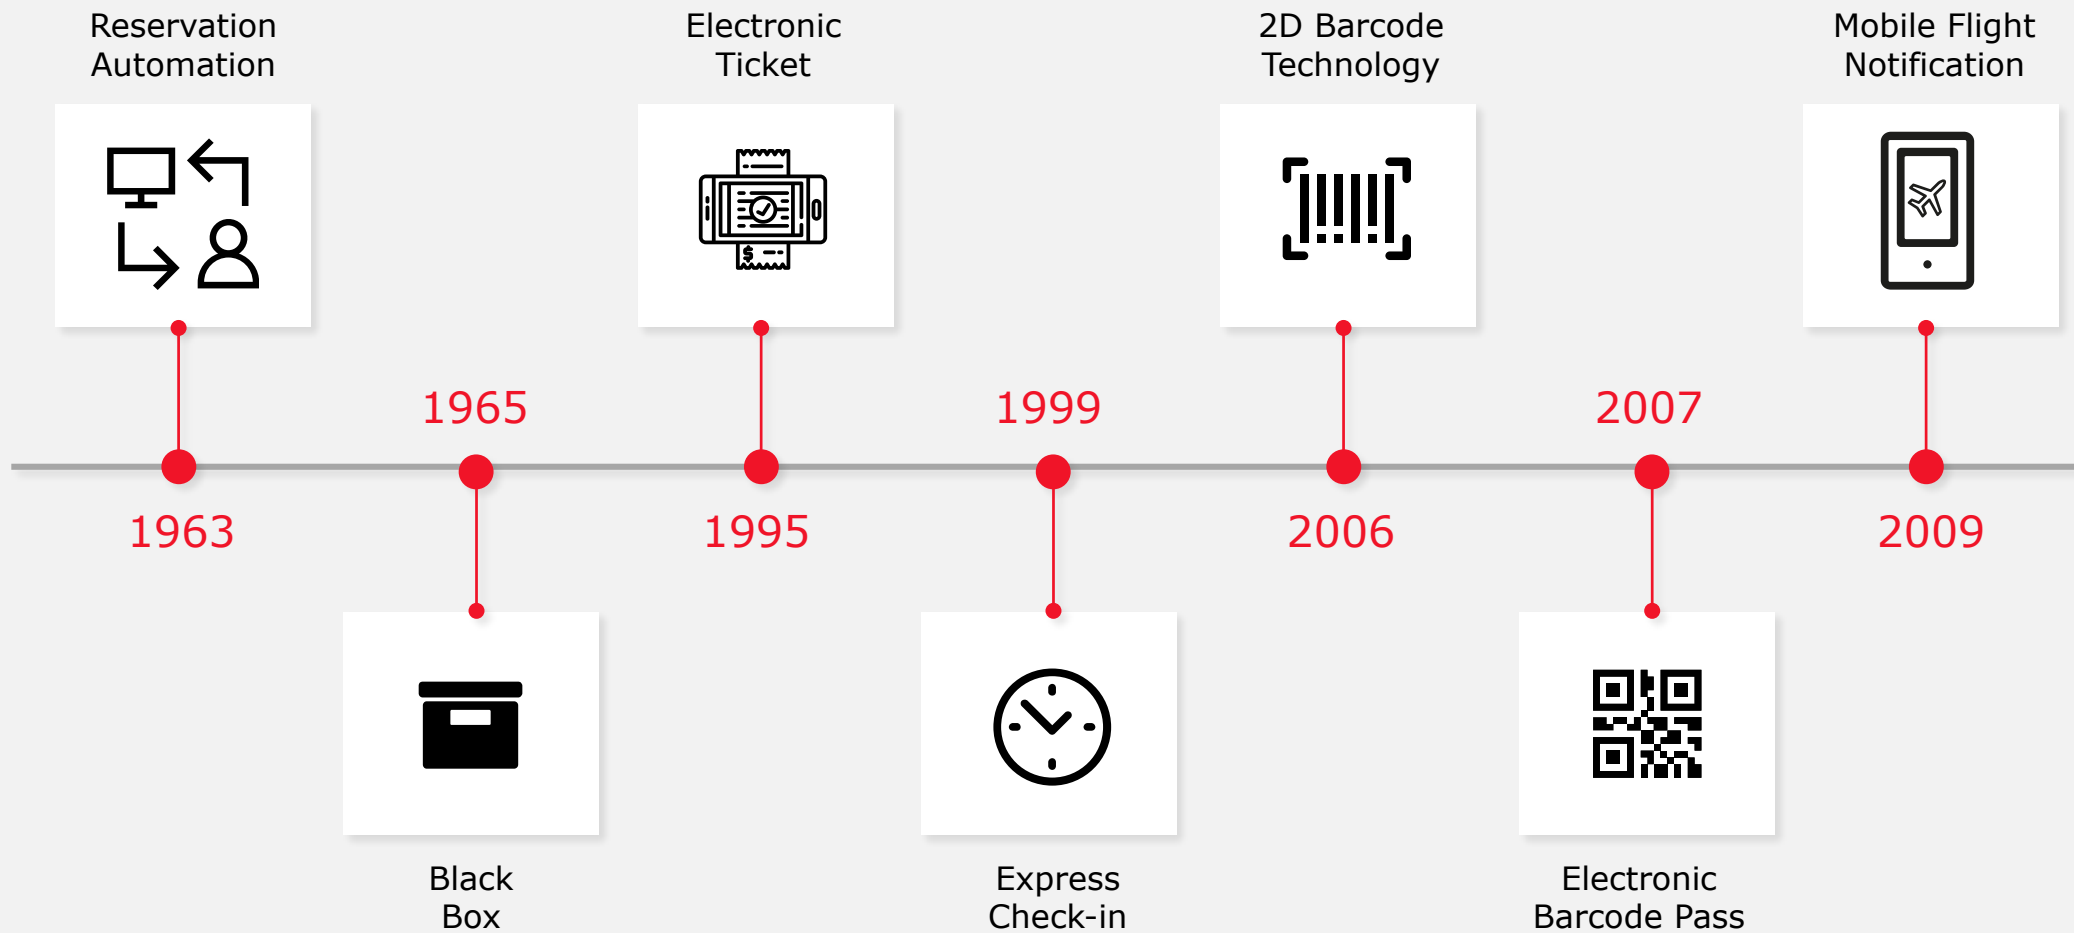 Reservation
Automation
Electronic
Ticket
2D Barcode
Technology
Mobile Flight
Notification
$
1965
1999
2007
1963
1995
2006
2009
Black
Box
Express
Check-in
Electronic
Barcode Pass